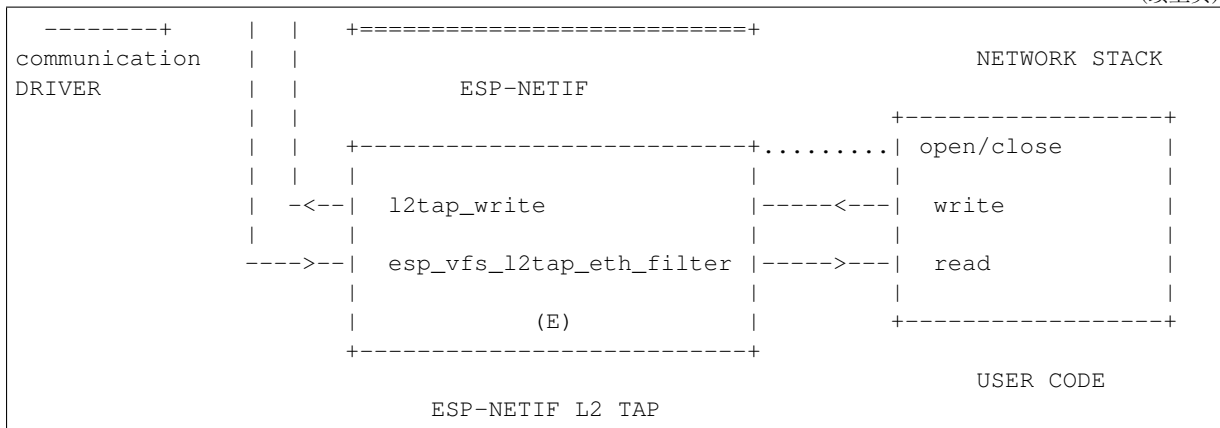 --------+      |  |   +===========================+
communication   |  |                                          NETWORK STACK
DRIVER          |  |           ESP-NETIF
                |  |                                    +------------------+
                |  |   +---------------------------+.........| open/close       |
                |  |   |                           |         |                  |
                |  -<--|  l2tap_write              |-----<---|  write           |
                |      |                           |         |                  |
                ---->--|  esp_vfs_l2tap_eth_filter |----->---|  read            |
                       |                           |         |                  |
                       |            (E)            |         +------------------+
                       +---------------------------+
                                                              USER CODE
                             ESP-NETIF L2 TAP